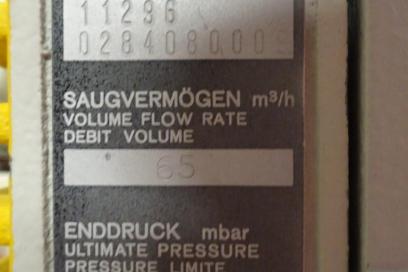 11296
028408000
SAUGVERMÖGEN m³/h
VOLUME FLOW RATE
DEBIT VOLUME
65
ENDDRUCK mbar
ULTIMATE PRESSURE
PRESSURE LIMITE